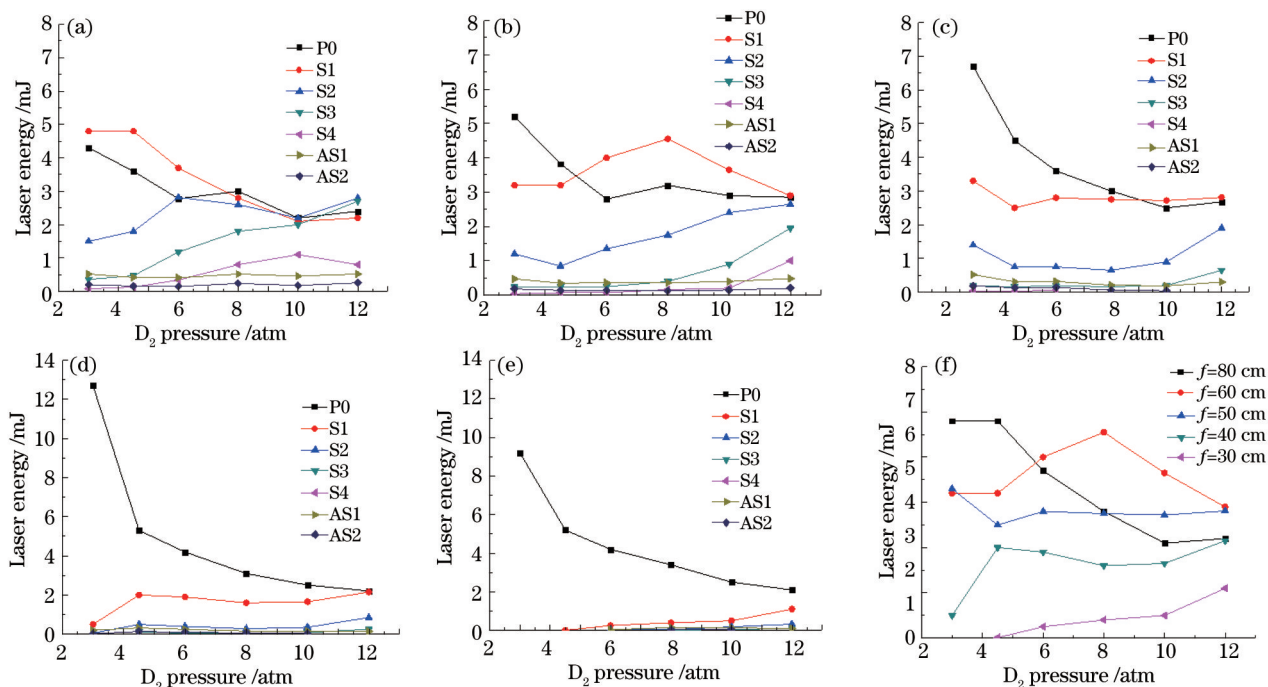 (a)
P0
S1
S2
S3
S4
AS1
AS2
8
7
6
5
4
3
2
1
0
2 4 6 8 10 12
Laser energy /mJ
D₂ pressure /atm
(b)
P0
S1
S2
S3
S4
AS1
AS2
8
7
6
5
4
3
2
1
0
2 4 6 8 10 12
Laser energy /mJ
D₂ pressure /atm
(c)
P0
S1
S2
S3
S4
AS1
AS2
8
7
6
5
4
3
2
1
0
2 4 6 8 10 12
Laser energy /mJ
D₂ pressure /atm
(d)
P0
S1
S2
S3
S4
AS1
AS2
14
12
10
8
6
4
2
0
2 4 6 8 10 12
Laser energy /mJ
D₂ pressure /atm
(e)
P0
S1
S2
S3
S4
AS1
AS2
14
12
10
8
6
4
2
0
2 4 6 8 10 12
Laser energy /mJ
D₂ pressure /atm
(f)
f=80 cm
f=60 cm
f=50 cm
f=40 cm
f=30 cm
8
6
5
4
3
2
1
0
2 4 6 8 10 12
Laser energy /mJ
D₂ pressure /atm